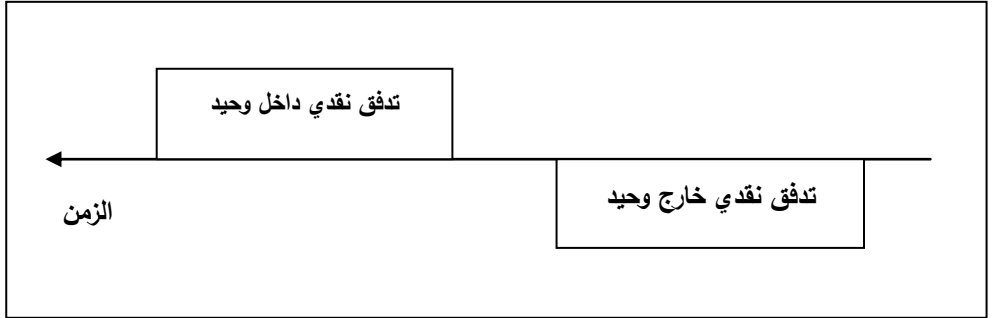 تدفق نقدي داخل وحيد
تدفق نقدي خارج وحيد
الزمن